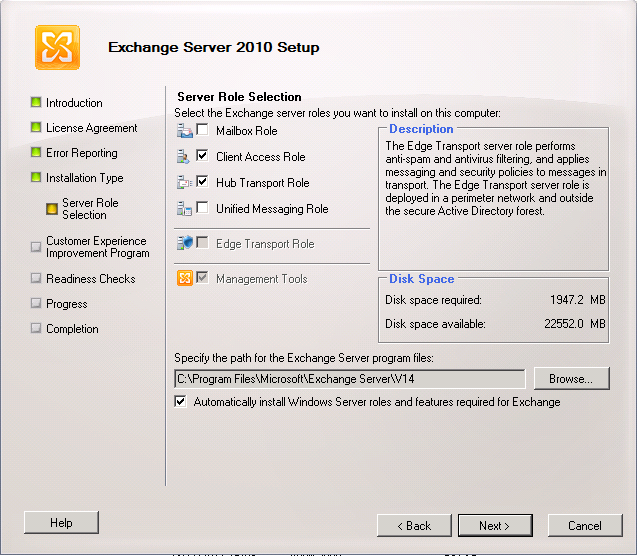 Exchange Server 2010 Setup
Introduction
License Agreement
Error Reporting
Installation Type
Server Role
Selection
Customer Experience
Improvement Program
Readiness Checks
Progress
Completion
Server Role Selection
Select the Exchange server roles you want to install on this computer:
Mailbox Role
Client Access Role
Hub Transport Role
Unified Messaging Role
Edge Transport Role
Management Tools
Description
The Edge Transport server role performs
anti-spam and antivirus filtering, and applies
messaging and security policies to messages in
transport. The Edge Transport server role is
deployed in a perimeter network and outside
the secure Active Directory forest.
Disk Space
Disk space required: 1947.2 MB
Disk space available: 22552.0 MB
Specify the path for the Exchange Server program files:
C:\Program Files\Microsoft\Exchange Server\V14
Browse...
Automatically install Windows Server roles and features required for Exchange
Help
< Back
Next >
Cancel